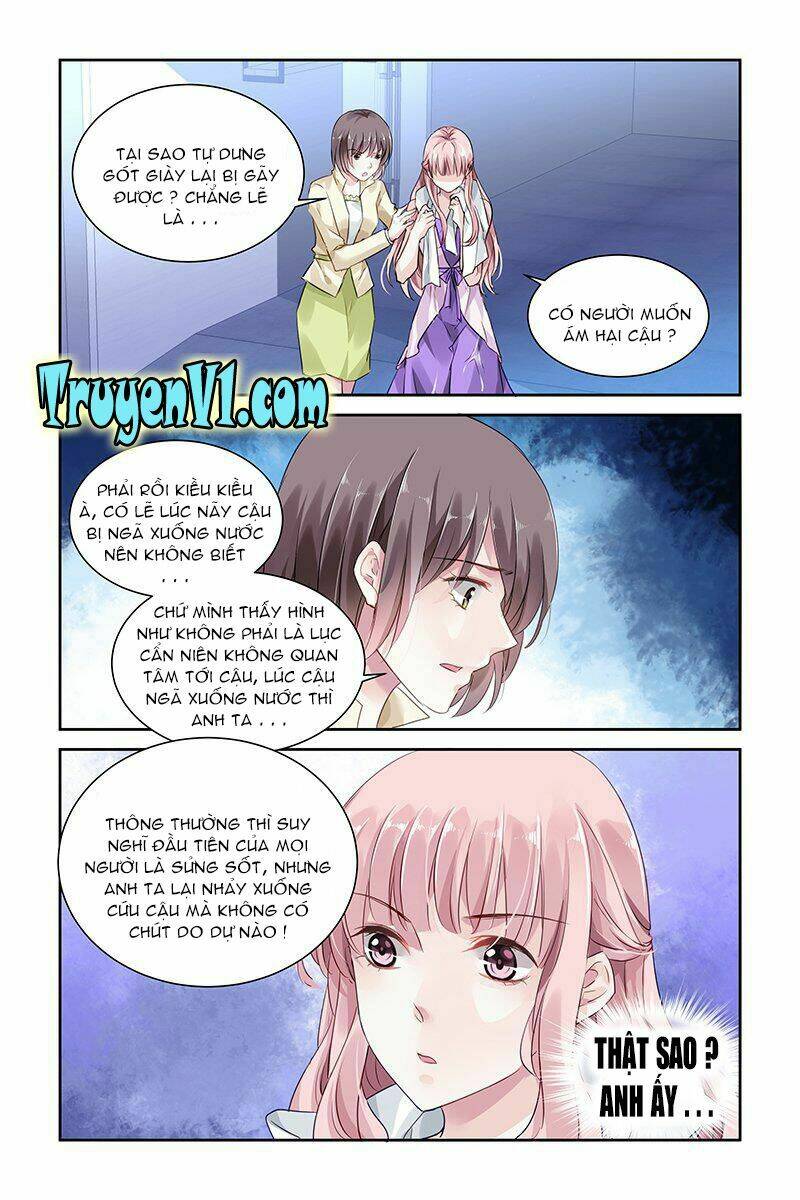 TẠI SAO TỰ DƯNG
GÓT GIÀY LẠI BỊ GÃY
ĐƯỢC ? CHẲNG LẼ
LÀ . . .
CÓ NGƯỜI MUỐN
ÁM HẠI CẬU ?
TruyenV1.com
PHẢI RỒI KIỀU KIỀU
À, CÓ LẼ LÚC NÃY CẬU
BỊ NGÃ XUỐNG NƯỚC
NÊN KHÔNG BIẾT
. . .
CHỨ MÌNH THẤY HÌNH
NHƯ KHÔNG PHẢI LÀ LỤC
CẨN NIÊN KHÔNG QUAN
TÂM TỚI CẬU, LÚC CẬU
NGÃ XUỐNG NƯỚC THÌ
ANH TA . . .
THÔNG THƯỜNG THÌ SUY
NGHĨ ĐẦU TIÊN CỦA MỌI
NGƯỜI LÀ SỬNG SỐT, NHƯNG
ANH TA LẠI NHẢY XUỐNG
CỨU CẬU MÀ KHÔNG CÓ
CHÚT DO DỰ NÀO !
THẬT SAO ?
ANH ẤY . . .